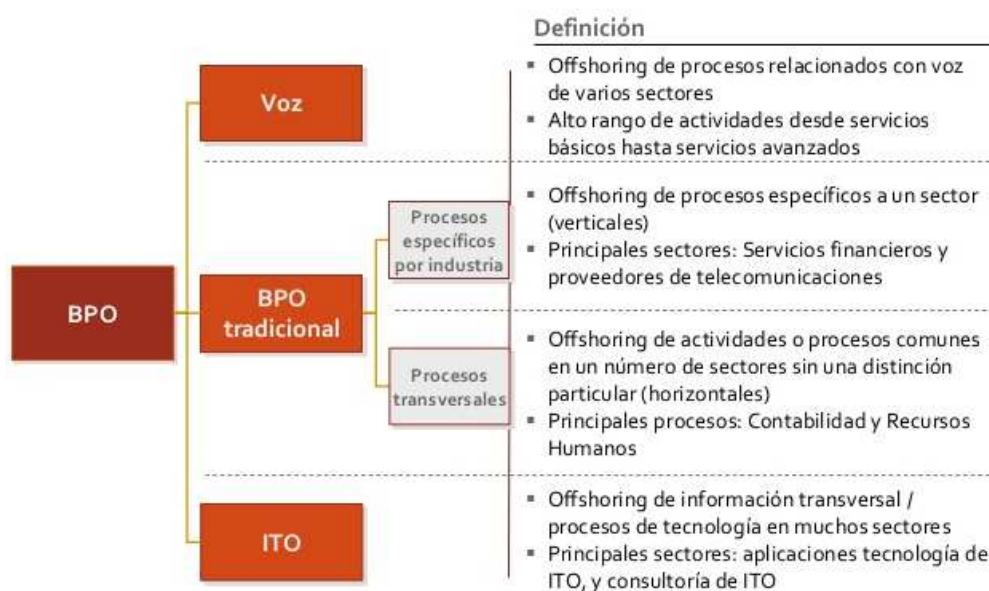 Definición
Voz
▪ Offshoring de procesos relacionados con voz
de varios sectores
▪ Alto rango de actividades desde servicios
básicos hasta servicios avanzados
BPO
BPO
tradicional
Procesos
específicos
por industria
▪ Offshoring de procesos específicos a un sector
(verticales)
▪ Principales sectores: Servicios financieros y
proveedores de telecomunicaciones
Procesos
transversales
▪ Offshoring de actividades o procesos comunes
en un número de sectores sin una distinción
particular (horizontales)
▪ Principales procesos: Contabilidad y Recursos
Humanos
ITO
▪ Offshoring de información transversal /
procesos de tecnología en muchos sectores
▪ Principales sectores: aplicaciones tecnología de
ITO, y consultoría de ITO